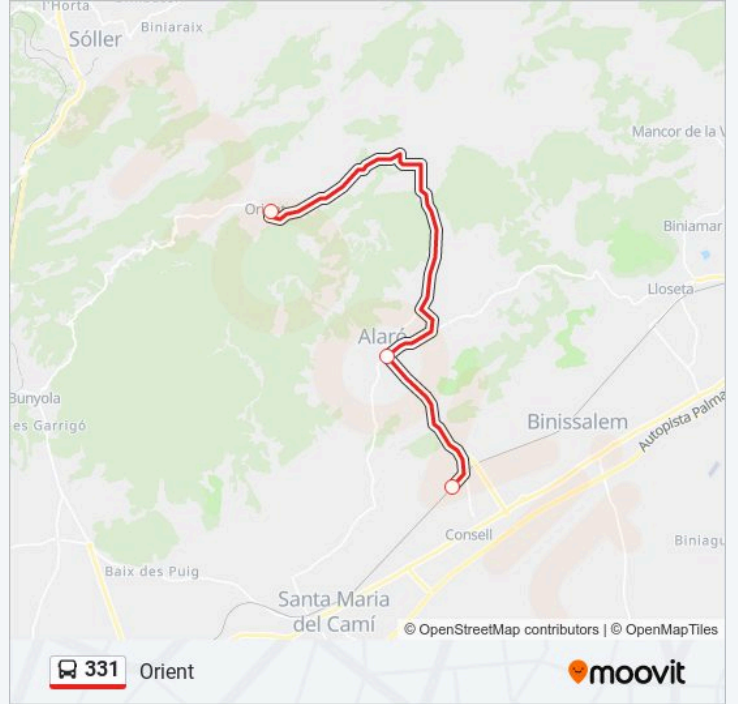 l'Horta
Biniaraix
Sóller
Mancor de la V
Orient
Biniamar
Lloseta
Alaró
Bunyola
es Garrigó
Binissalem
Autopista Palma
Consell
Biniagu
Baix des Puig
Santa Maria
del Camí
© OpenStreetMap contributors | © OpenMapTiles
331 Orient
moovit